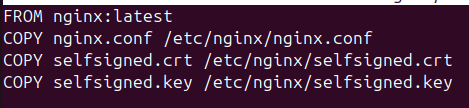 FROM nginx:latest
COPY nginx.conf /etc/nginx/nginx.conf
COPY selfsigned.crt /etc/nginx/selfsigned.crt
COPY selfsigned.key /etc/nginx/selfsigned.key